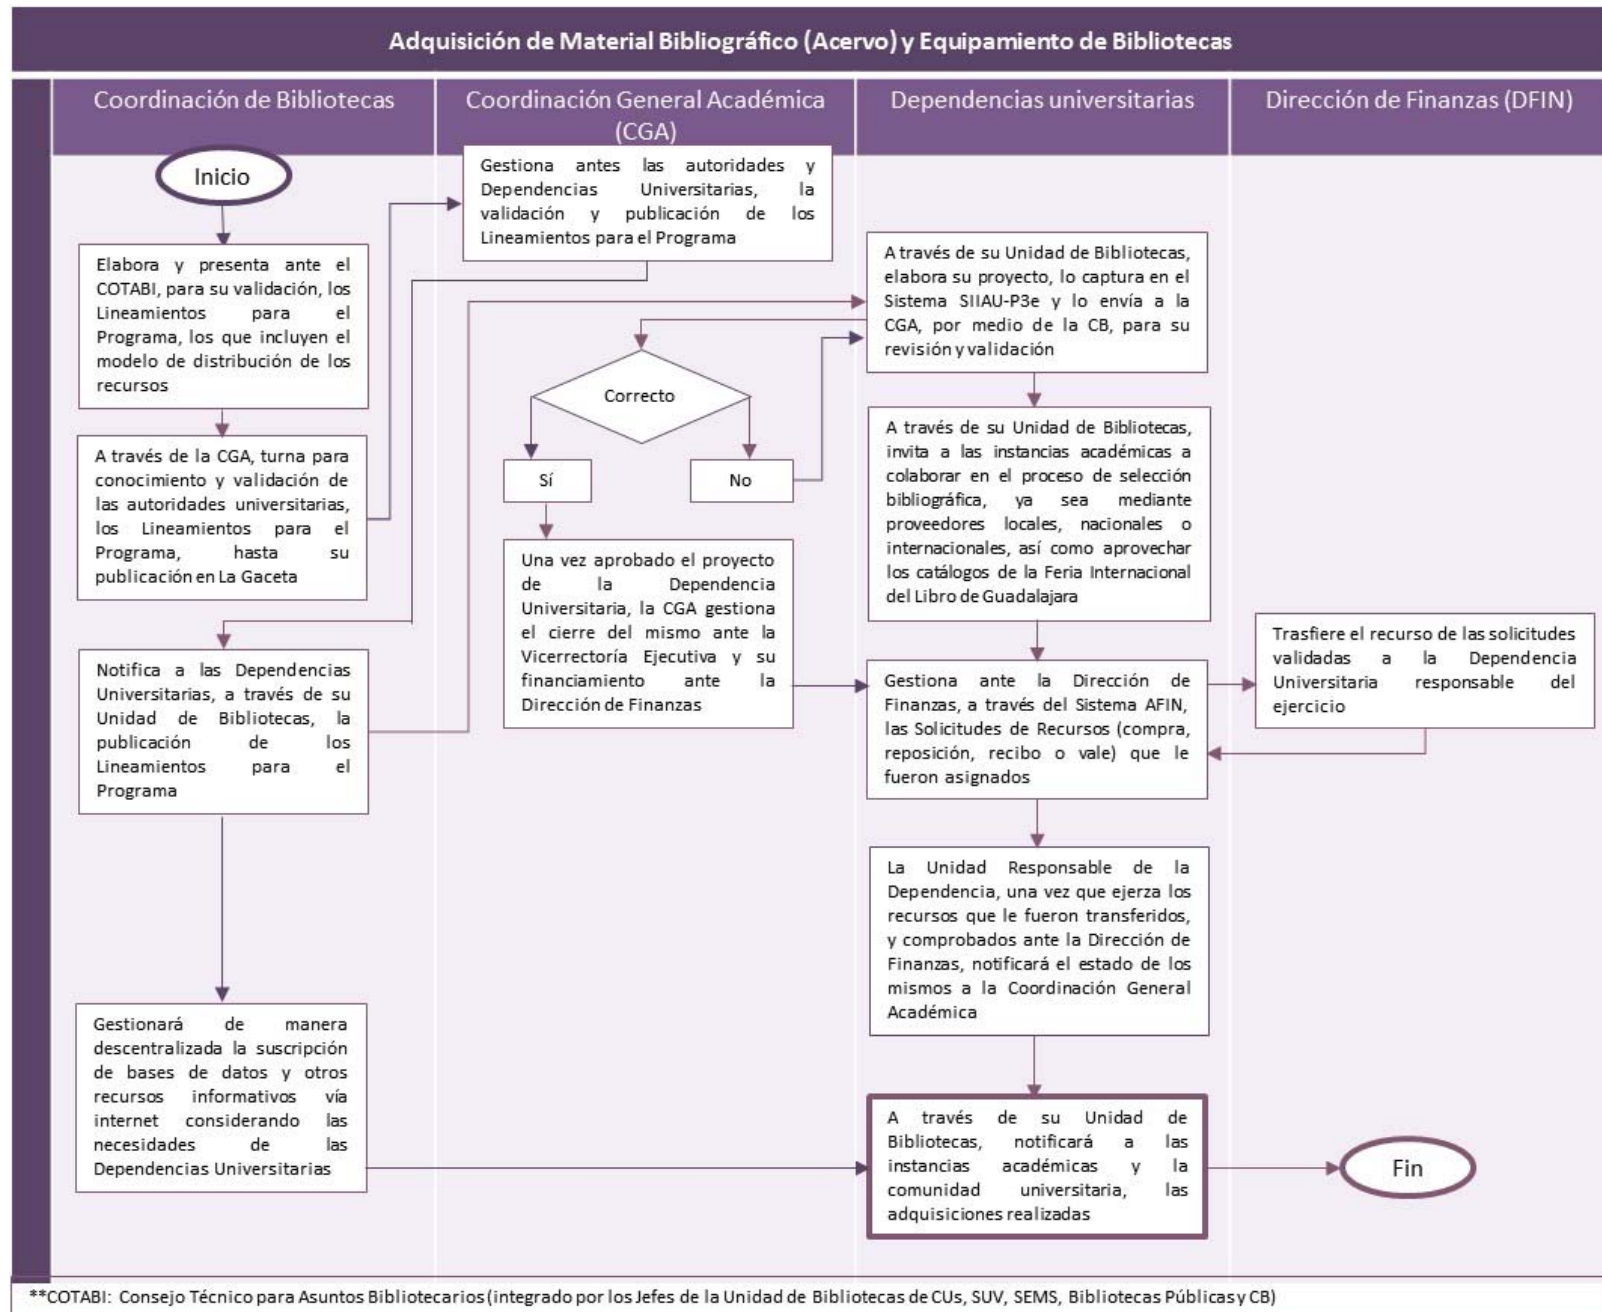 Adquisición de Material Bibliográfico (Acervo) y Equipamiento de Bibliotecas
Coordinación de Bibliotecas
Coordinación General Académica
(CGA)
Dependencias universitarias
Dirección de Finanzas (DFIN)
Inicio
Elabora y presenta ante el
COTABI, para su validación, los
Lineamientos para el
Programa, los que incluyen el
modelo de distribución de los
recursos
A través de la CGA, turna para
conocimiento y validación de
las autoridades universitarias,
los Lineamientos para el
Programa, hasta su
publicación en La Gaceta
Gestiona antes las autoridades y
Dependencias Universitarias, la
validación y publicación de los
Lineamientos para el Programa
Notifica a las Dependencias
Universitarias, a través de su
Unidad de Bibliotecas, la
publicación de los
Lineamientos para el
Programa
A través de su Unidad de Bibliotecas,
elabora su proyecto, lo captura en el
Sistema SIIAU-P3e y lo envía a la
CGA, por medio de la CB, para su
revisión y validación
Correcto
Sí
No
Una vez aprobado el proyecto
de la Dependencia
Universitaria, la CGA gestiona
el cierre del mismo ante la
Vicerrectoría Ejecutiva y su
financiamiento ante la
Dirección de Finanzas
A través de su Unidad de Bibliotecas,
invita a las instancias académicas a
colaborar en el proceso de selección
bibliográfica, ya sea mediante
proveedores locales, nacionales o
internacionales, así como aprovechar
los catálogos de la Feria Internacional
del Libro de Guadalajara
Gestiona ante la Dirección de
Finanzas, a través del Sistema AFIN,
las Solicitudes de Recursos (compra,
reposición, recibo o vale) que le
fueron asignados
Trasfiere el recurso de las solicitudes
validadas a la Dependencia
Universitaria responsable del
ejercicio
La Unidad Responsable de la
Dependencia, una vez que ejerza los
recursos que le fueron transferidos,
y comprobados ante la Dirección de
Finanzas, notificará el estado de los
mismos a la Coordinación General
Académica
Gestionará de manera
descentralizada la suscripción
de bases de datos y otros
recursos informativos vía
internet considerando las
necesidades de las
Dependencias Universitarias
A través de su Unidad de
Bibliotecas, notificará a las
instancias académicas y la
comunidad universitaria, las
adquisiciones realizadas
Fin
**COTABI: Consejo Técnico para Asuntos Bibliotecarios (integrado por los Jefes de la Unidad de Bibliotecas de CUs, SUV, SEMS, Bibliotecas Públicas y CB)